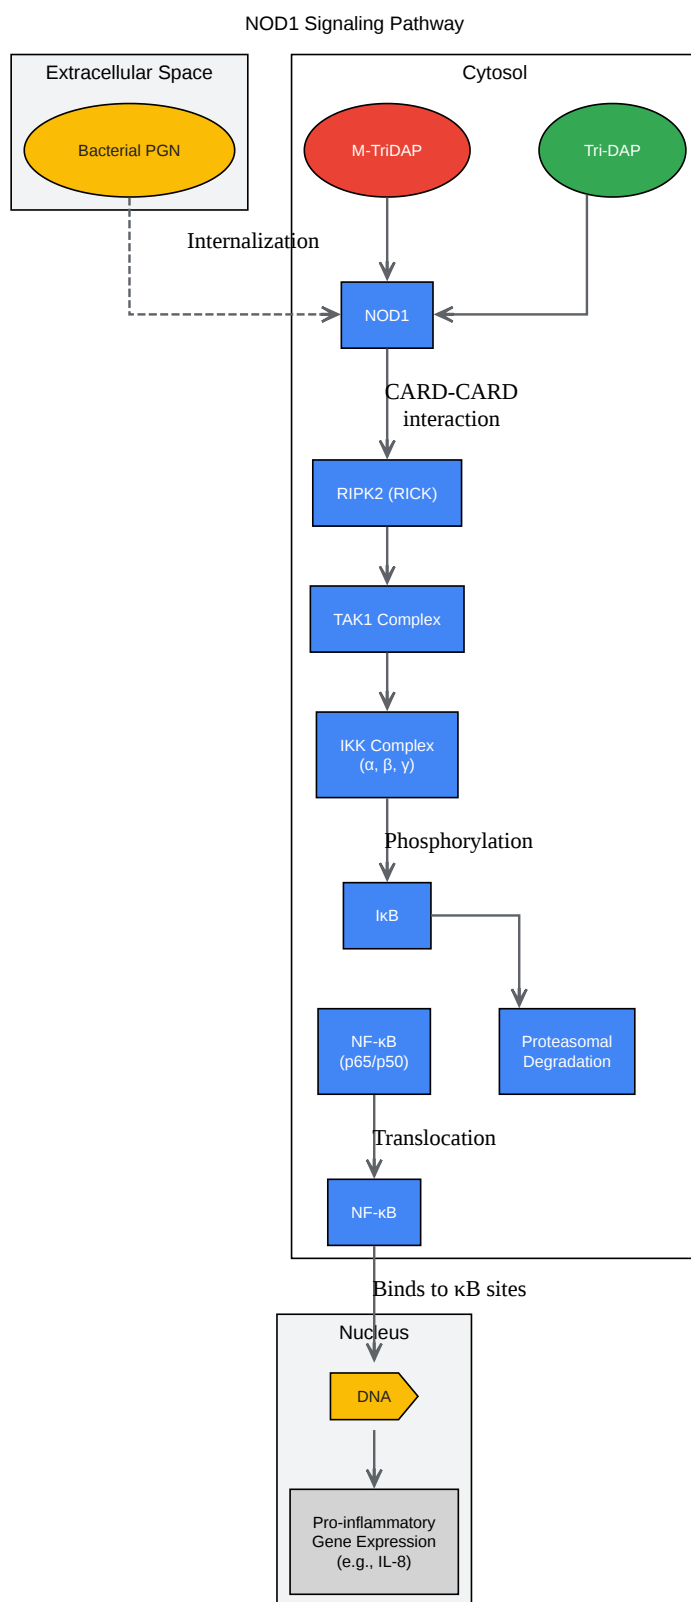 NOD1 Signaling Pathway
Extracellular Space
Cytosol
Bacterial PGN
M-TriDAP
Tri-DAP
Internalization
NOD1
CARD-CARD
interaction
RIPK2 (RICK)
TAK1 Complex
IKK Complex
(α, β, γ)
Phosphorylation
IκB
NF-κB
(p65/p50)
Proteasomal
Degradation
Translocation
NF-κB
Binds to κB sites
Nucleus
DNA
Pro-inflammatory
Gene Expression
(e.g., IL-8)